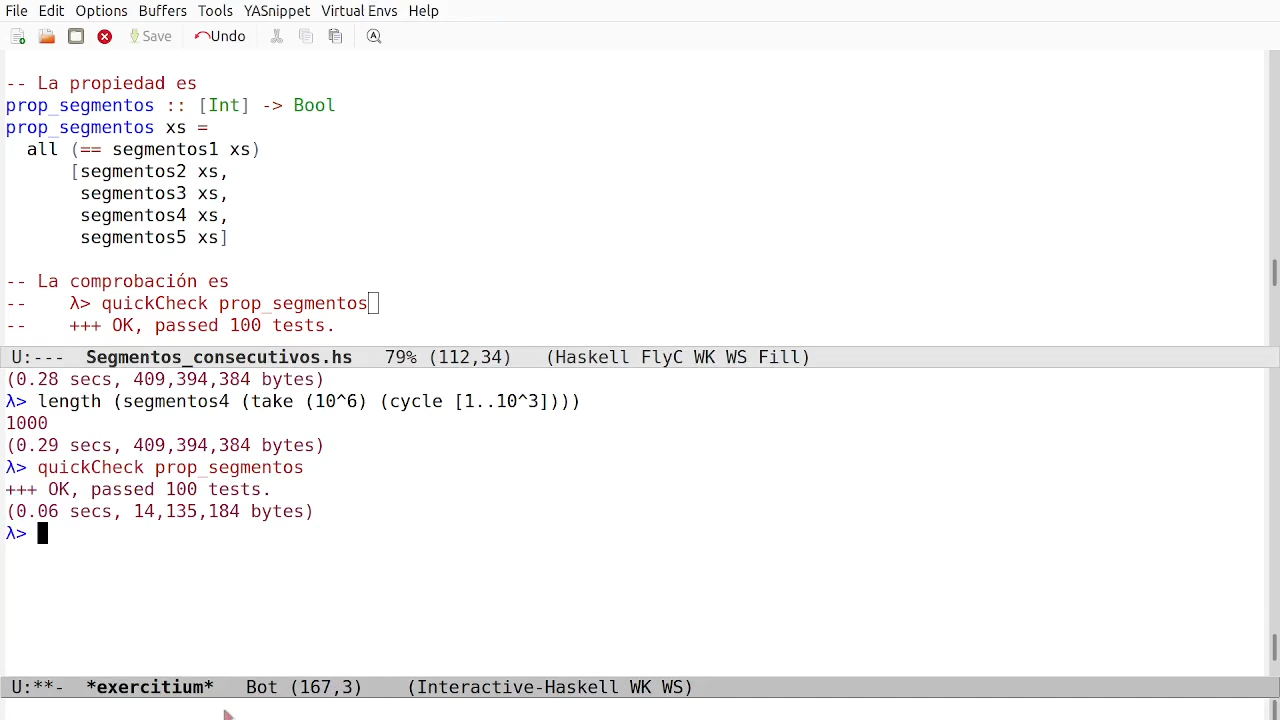 File Edit Options Buffers Tools YASnippet Virtual Envs Help
Save Undo
-- La propiedad es
prop_segmentos :: [Int] -> Bool
prop_segmentos xs =
all (== segmentos1 xs)
[segmentos2 xs,
segmentos3 xs,
segmentos4 xs,
segmentos5 xs]
-- La comprobación es
-- λ> quickCheck prop_segmentos
-- +++ OK, passed 100 tests.
U:--- Segmentos_consecutivos.hs 79% (112,34) (Haskell FlyC WK WS Fill)
(0.28 secs, 409,394,384 bytes)
λ> length (segmentos4 (take (10^6) (cycle [1..10^3])))
1000
(0.29 secs, 409,394,384 bytes)
λ> quickCheck prop_segmentos
+++ OK, passed 100 tests.
(0.06 secs, 14,135,184 bytes)
λ>
U:**- *exercitium* Bot (167,3) (Interactive-Haskell WK WS)